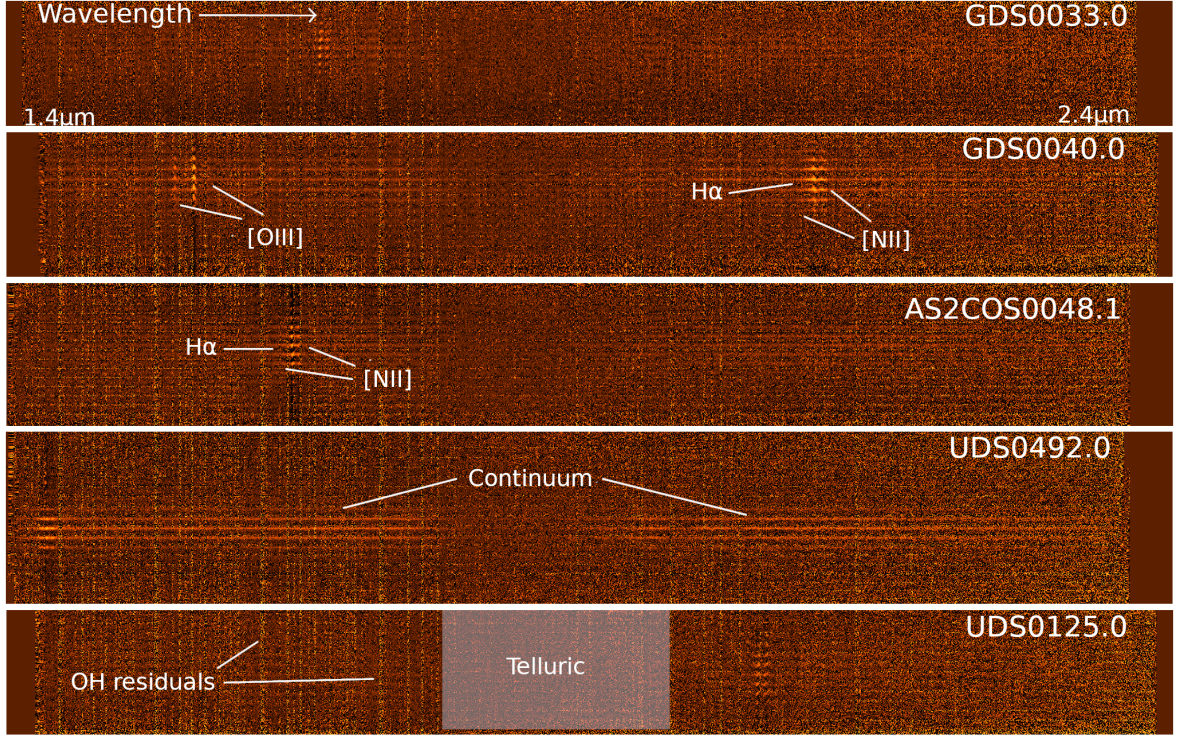 Wavelength
GDS0033.0
1.4μm
2.4μm
GDS0040.0
Hα
[OIII]
[NII]
AS2COS0048.1
Hα
[NII]
UDS0492.0
Continuum
UDS0125.0
Telluric
OH residuals